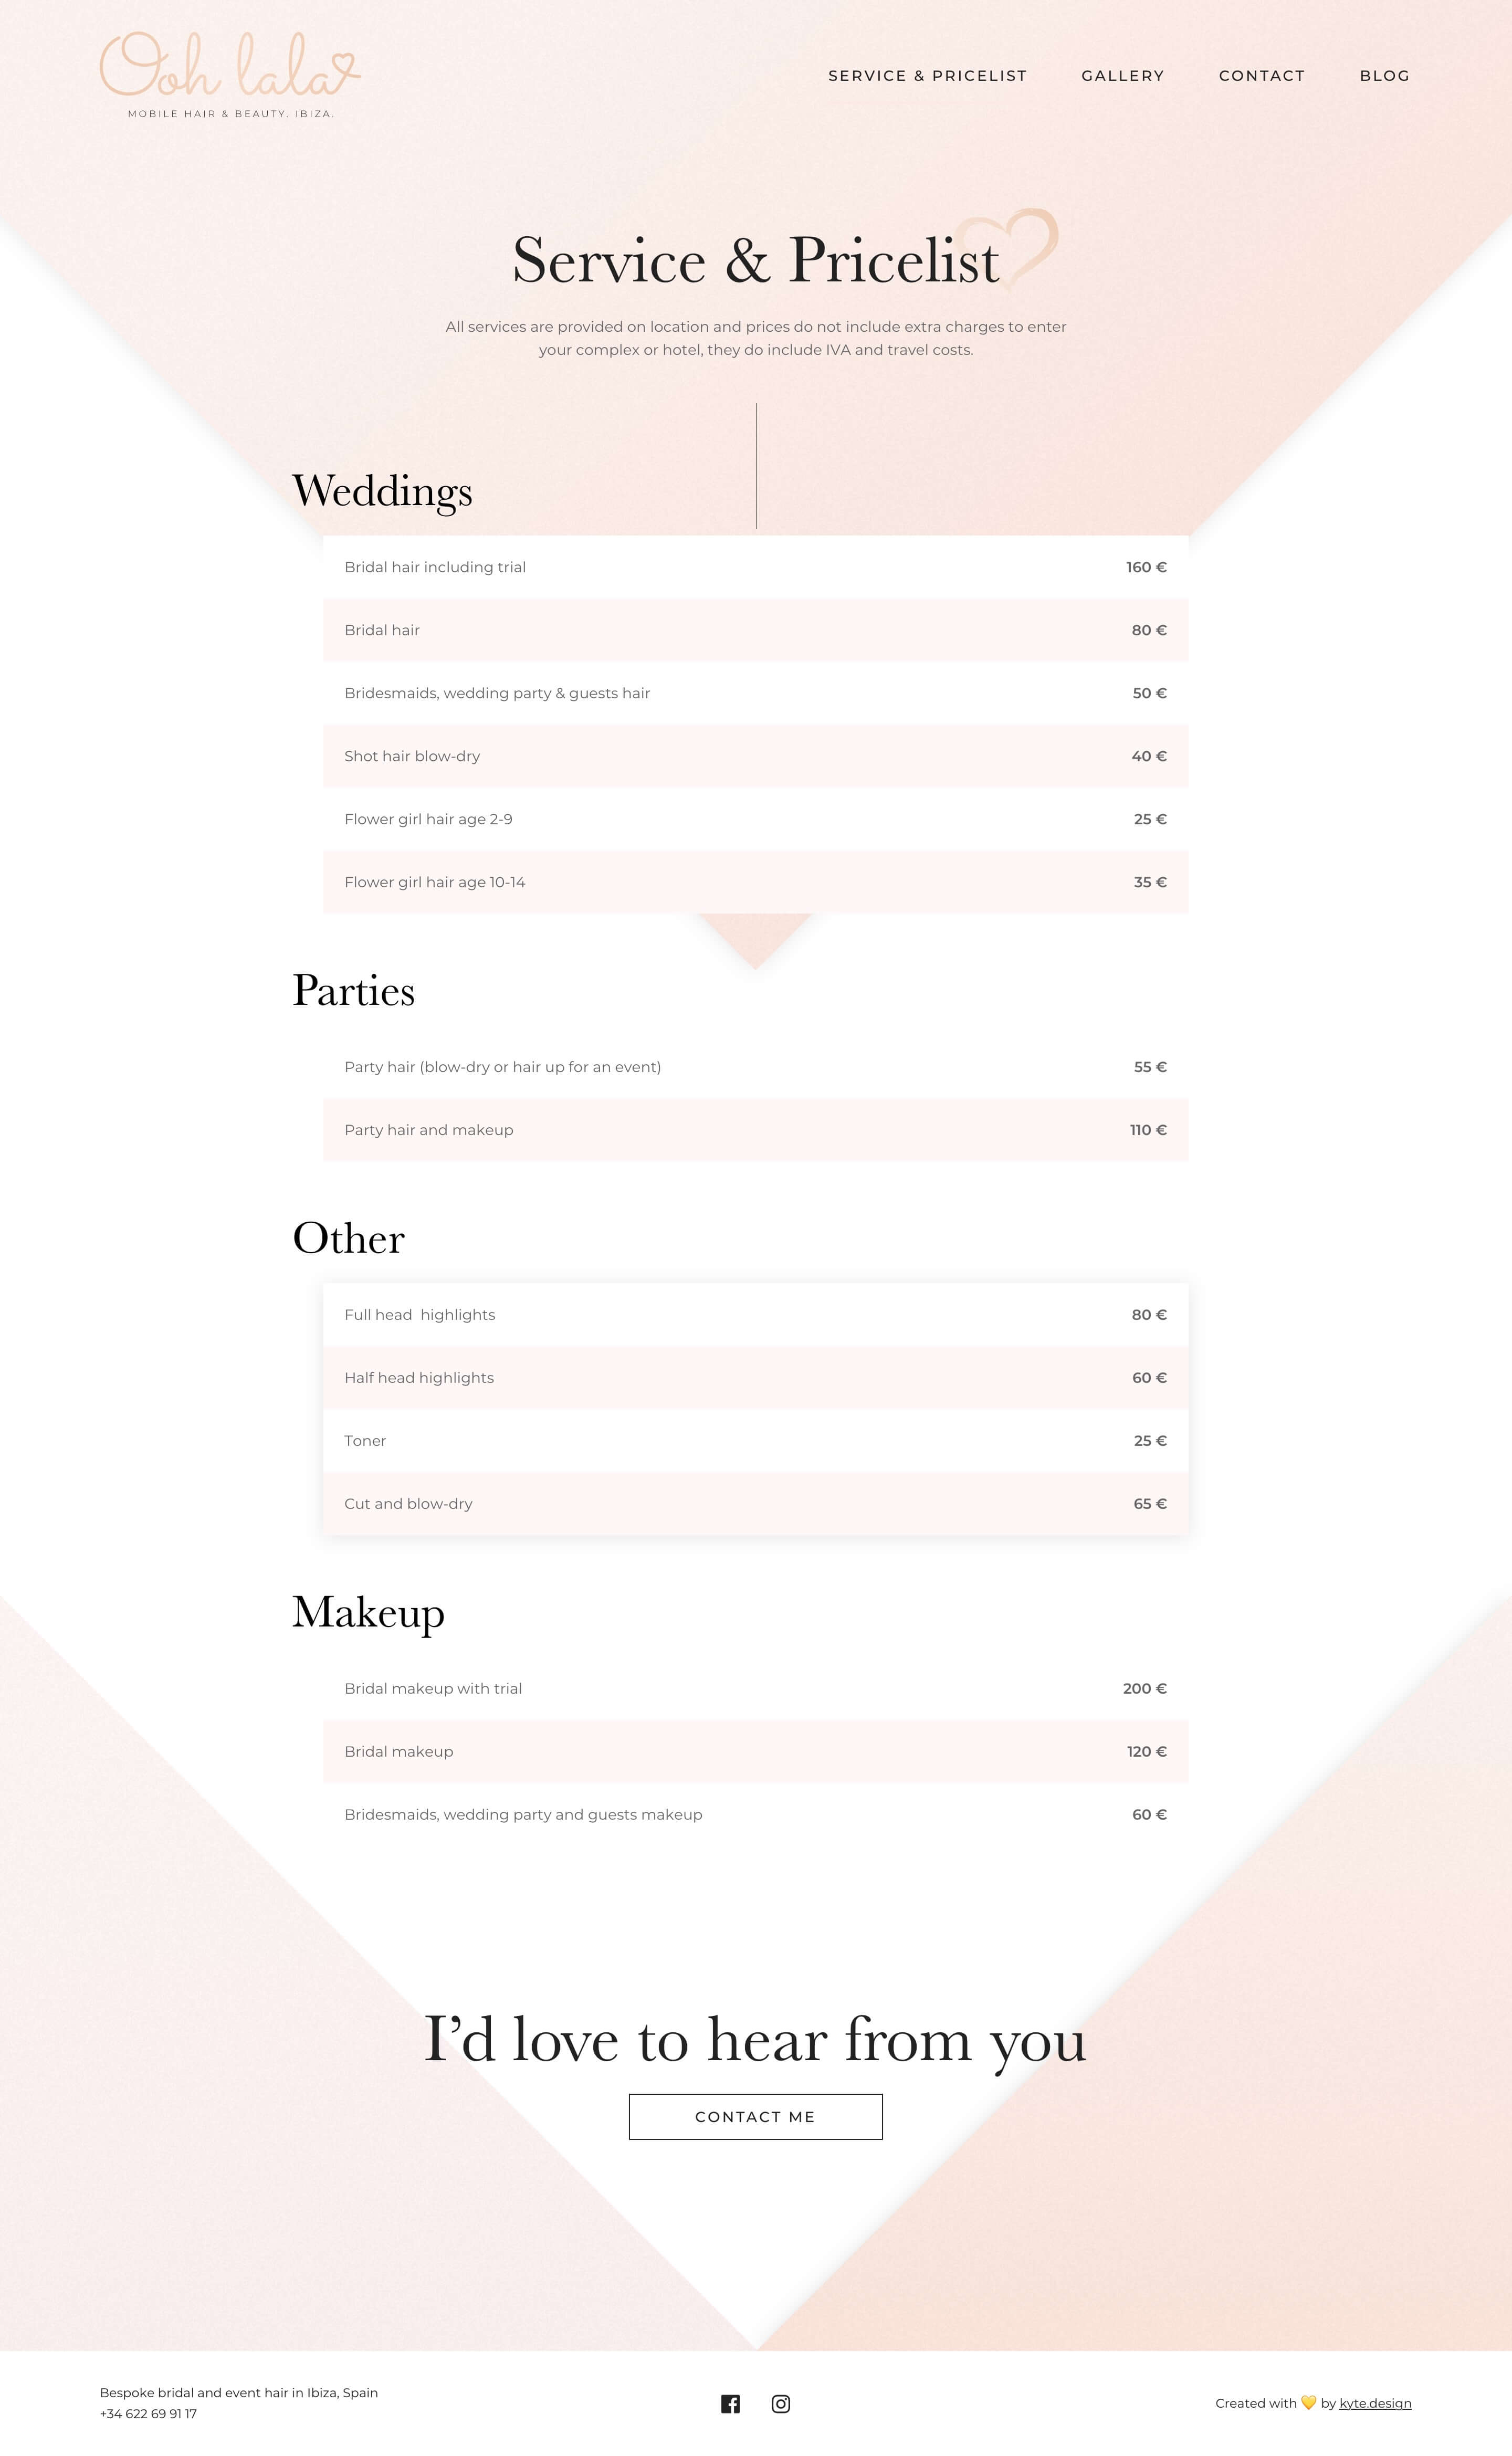 Ooh lala
MOBILE HAIR & BEAUTY. IBIZA.
SERVICE & PRICELIST GALLERY CONTACT BLOG
Service & Pricelist
All services are provided on location and prices do not include extra charges to enter
your complex or hotel, they do include IVA and travel costs.
Weddings
Bridal hair including trial 160 €
Bridal hair 80 €
Bridesmaids, wedding party & guests hair 50 €
Shot hair blow-dry 40 €
Flower girl hair age 2-9 25 €
Flower girl hair age 10-14 35 €
Parties
Party hair (blow-dry or hair up for an event) 55 €
Party hair and makeup 110 €
Other
Full head  highlights 80 €
Half head highlights 60 €
Toner 25 €
Cut and blow-dry 65 €
Makeup
Bridal makeup with trial 200 €
Bridal makeup 120 €
Bridesmaids, wedding party and guests makeup 60 €
I’d love to hear from you
CONTACT ME
Bespoke bridal and event hair in Ibiza, Spain
+34 622 69 91 17
Created with 💛 by kyte.design